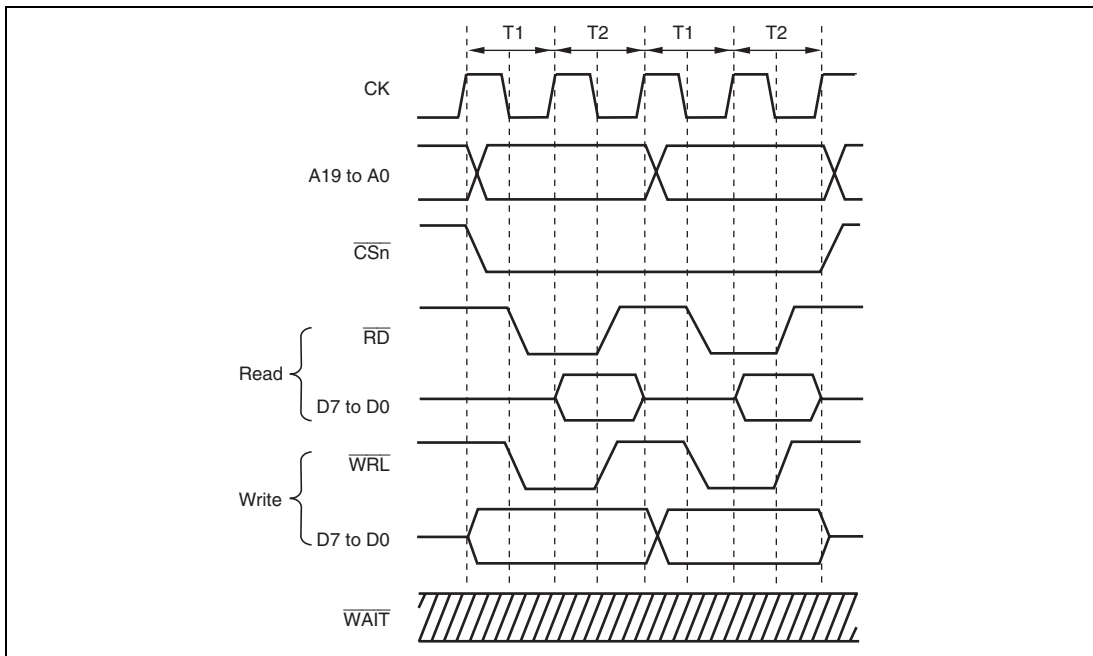 T1 T2 T1 T2
CK
A19 to A0
CSn
RD
Read
D7 to D0
WRL
Write
D7 to D0
WAIT